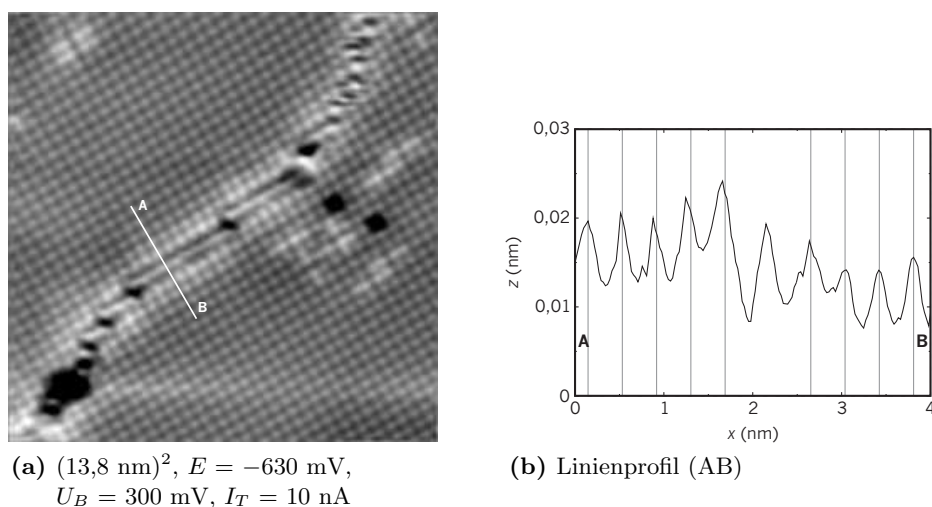 A
B
0,03
0,02
0,01
0
z (nm)
A
B
0
1
2
3
4
x (nm)
(a) (13,8 nm)², E = −630 mV,
U_B = 300 mV, I_T = 10 nA
(b) Linienprofil (AB)